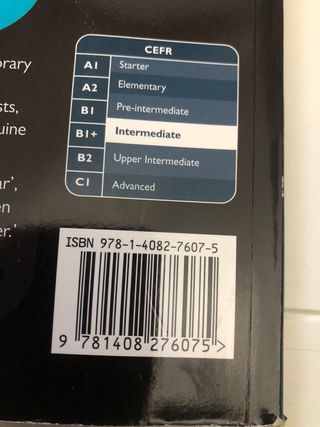 CEFR
A1 Starter
A2 Elementary
B1 Pre-intermediate
B1+ Intermediate
B2 Upper Intermediate
C1 Advanced
ISBN 978-1-4082-7607-5
9 781408 276075 >